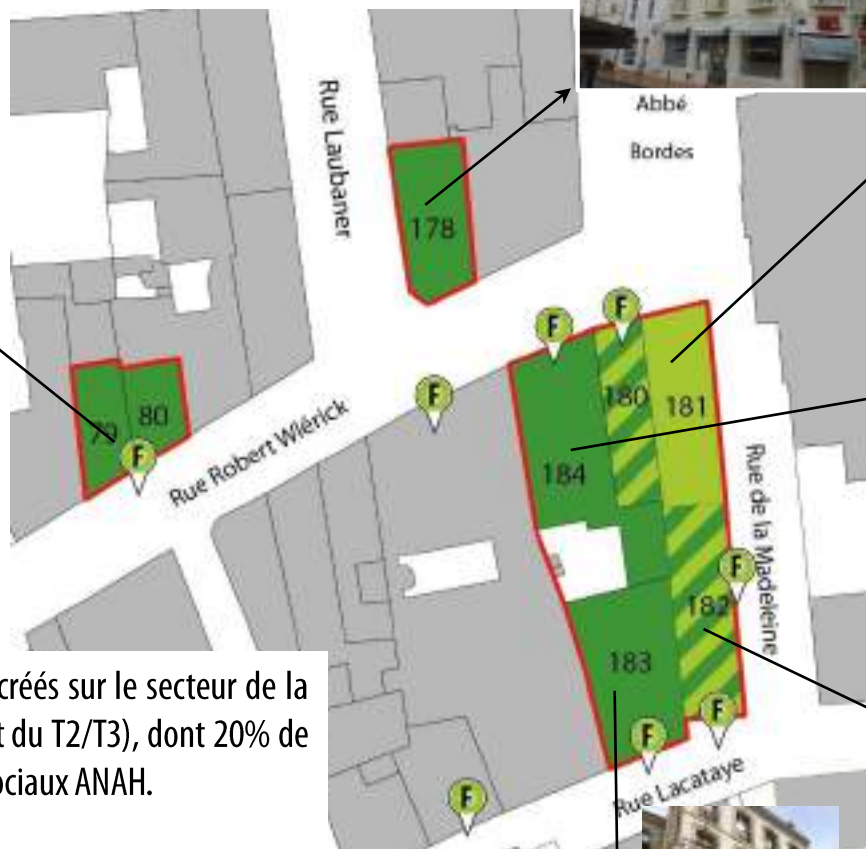 Abbé
Bordes
Rue Laubaner
178
F
F
180
181
F
79
80
F
184
Rue Robert Wlérick
Rue de la Madeleine
F
182
183
F
F
F
Rue Lacataye
créés sur le secteur de la
t du T2/T3), dont 20% de
ociaux ANAH.